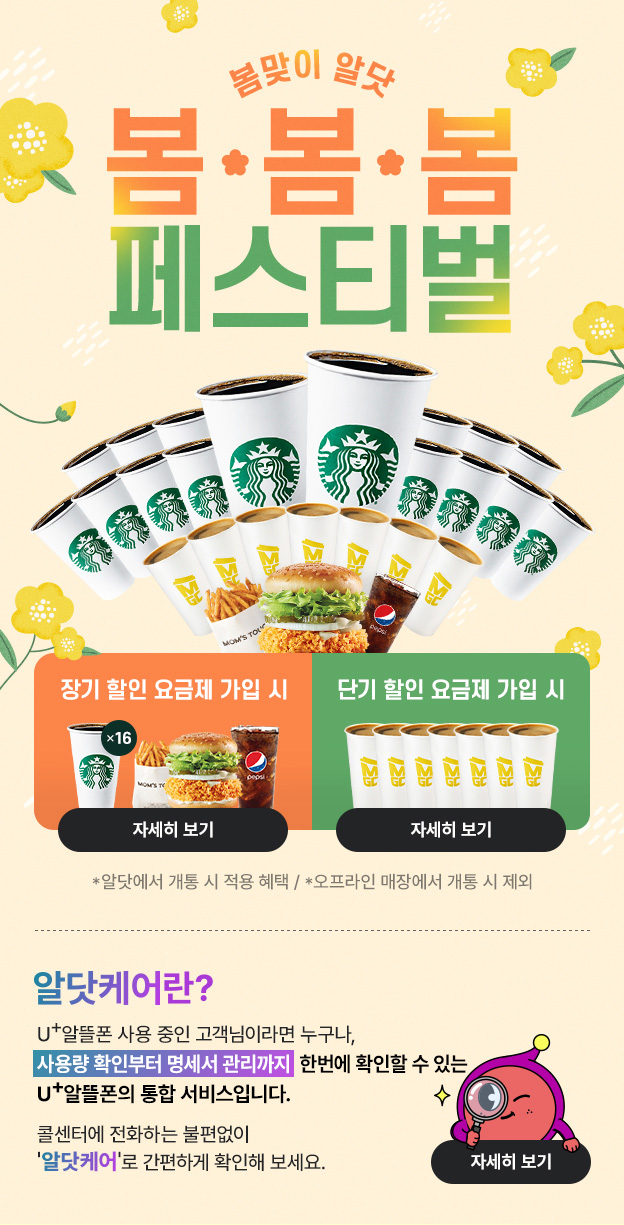 봄맞이 알닷
봄·봄·봄
페스티벌
MOM'S TOUCH
pepsi
장기 할인 요금제 가입 시
단기 할인 요금제 가입 시
×16
MOM'S TO
pepsi
자세히 보기
자세히 보기
*알닷에서 개통 시 적용 혜택 / *오프라인 매장에서 개통 시 제외
알닷케어란?
U+알뜰폰 사용 중인 고객님이라면 누구나,
사용량 확인부터 명세서 관리까지 한번에 확인할 수 있는
U+알뜰폰의 통합 서비스입니다.
콜센터에 전화하는 불편없이
'알닷케어'로 간편하게 확인해 보세요.
자세히 보기